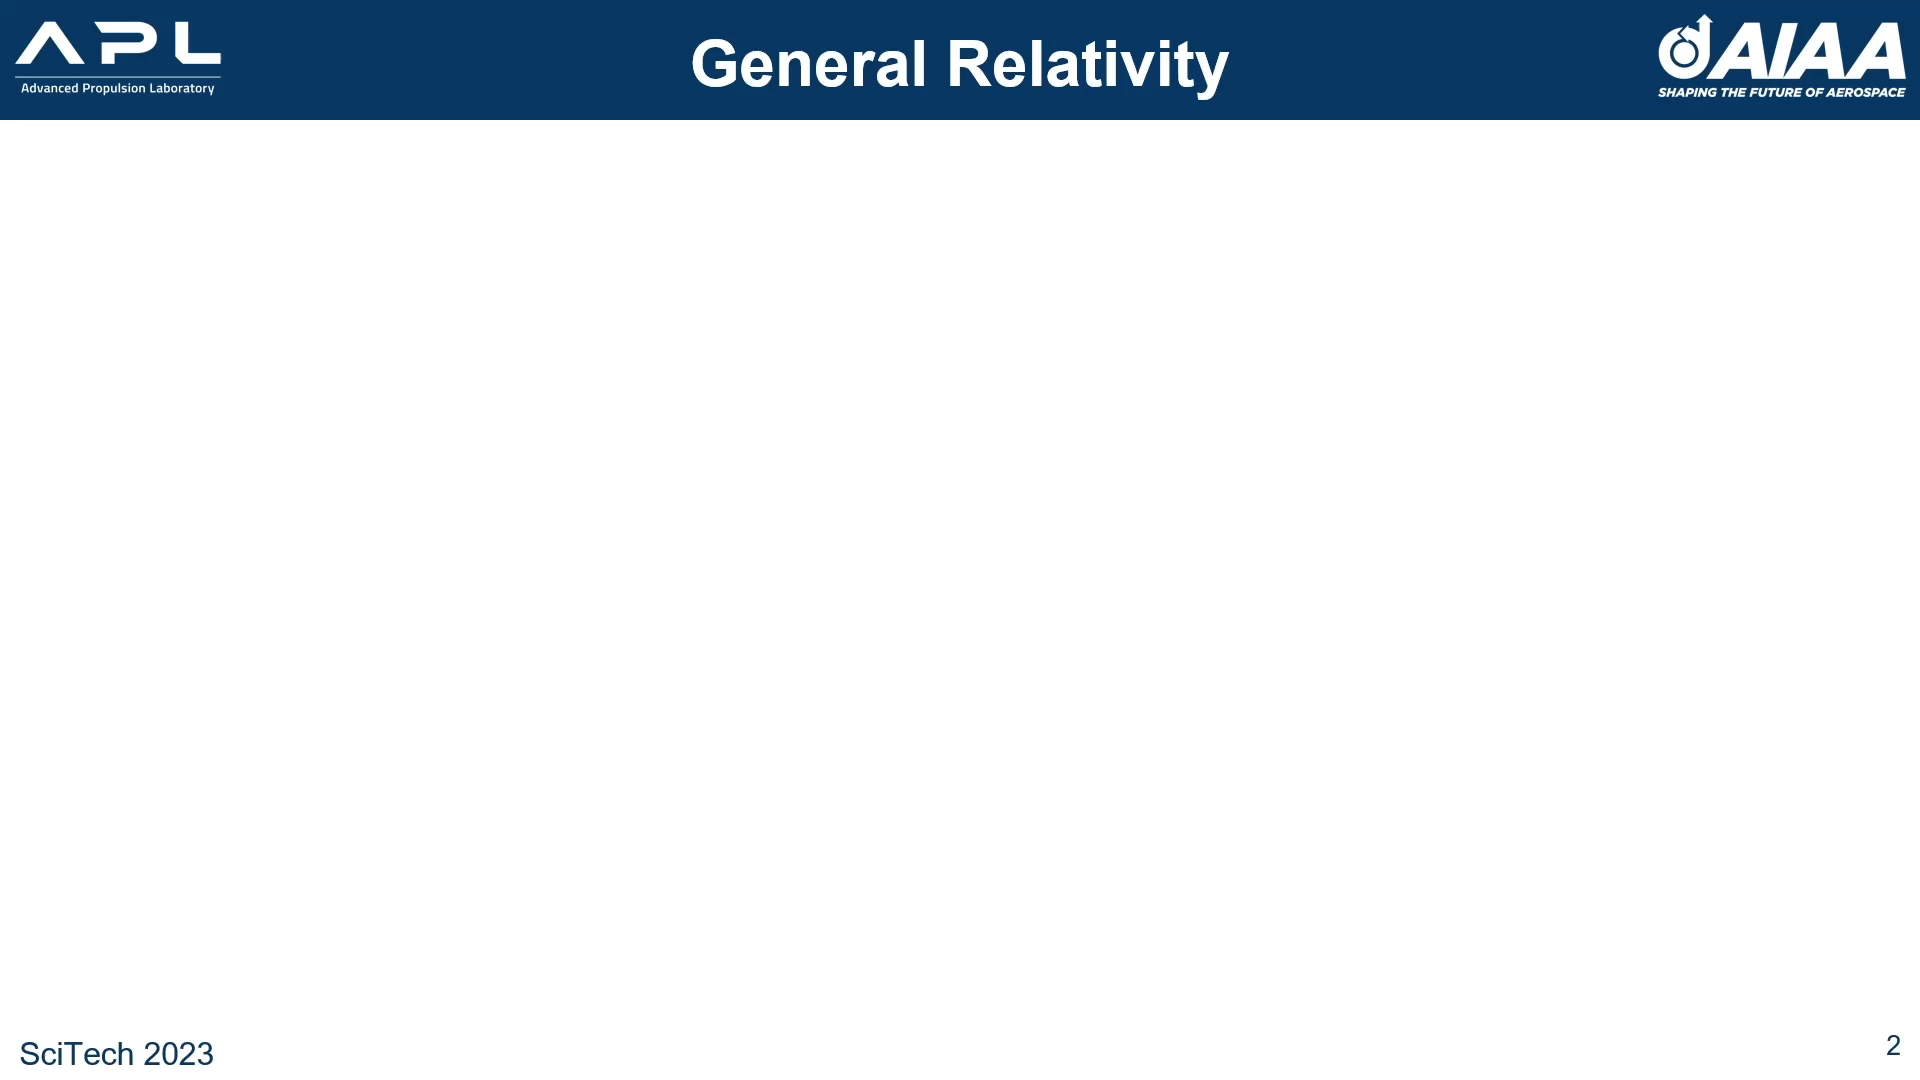 APL
Advanced Propulsion Laboratory
General Relativity
AIAA
SHAPING THE FUTURE OF AEROSPACE
SciTech 2023
2